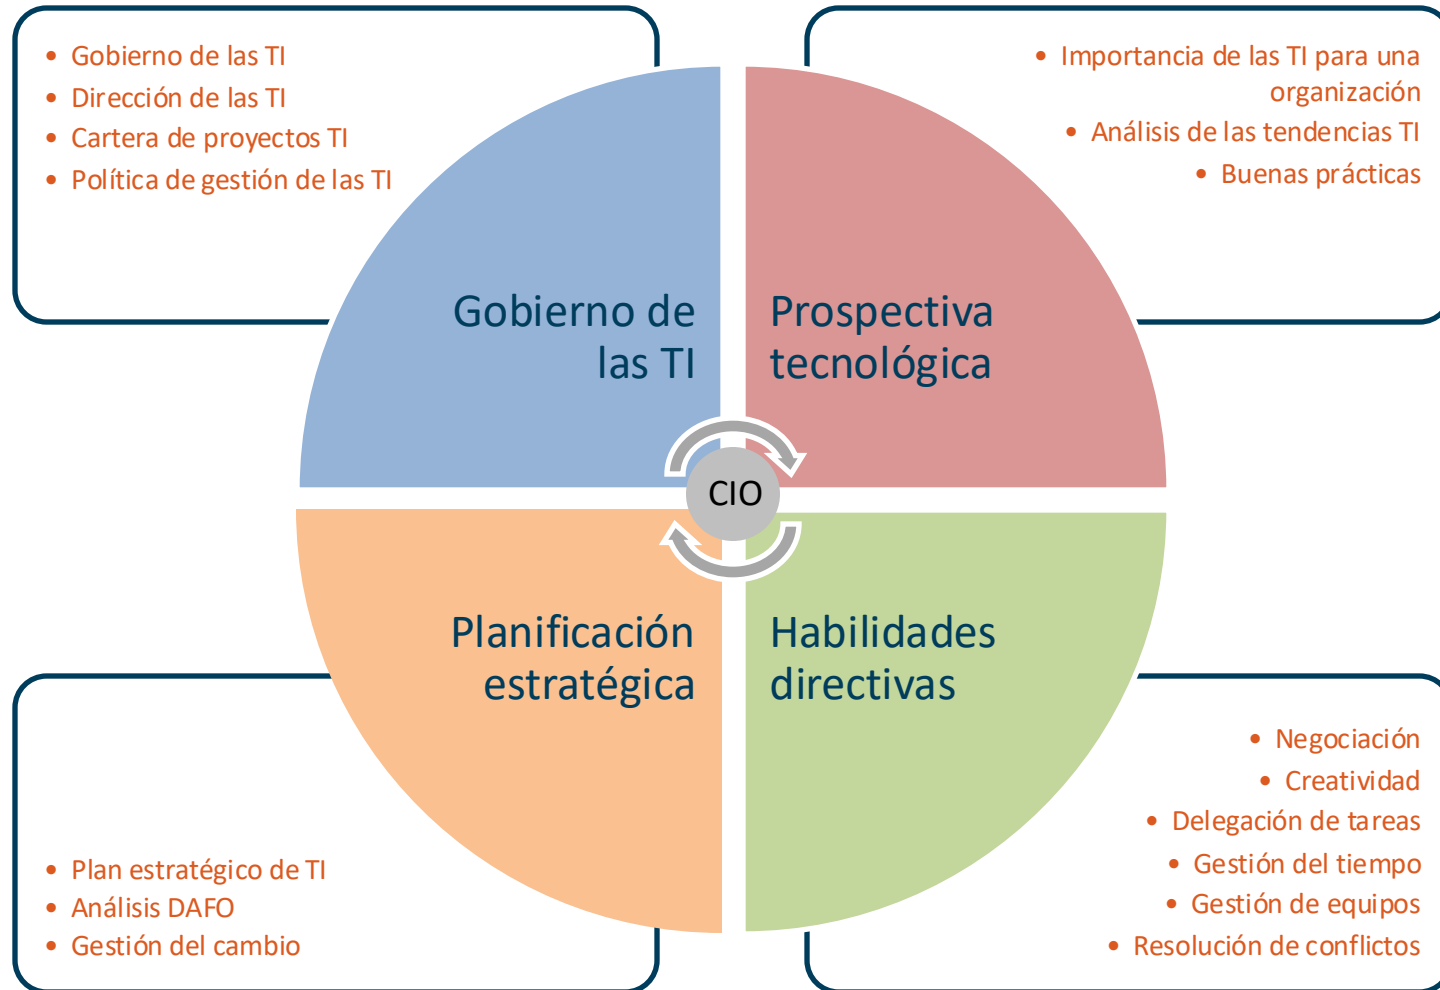 • Gobierno de las TI
• Dirección de las TI
• Cartera de proyectos TI
• Política de gestión de las TI
• Importancia de las TI para una
organización
• Análisis de las tendencias TI
• Buenas prácticas
Gobierno de
las TI
Prospectiva
tecnológica
CIO
Planificación
estratégica
Habilidades
directivas
• Plan estratégico de TI
• Análisis DAFO
• Gestión del cambio
• Negociación
• Creatividad
• Delegación de tareas
• Gestión del tiempo
• Gestión de equipos
• Resolución de conflictos